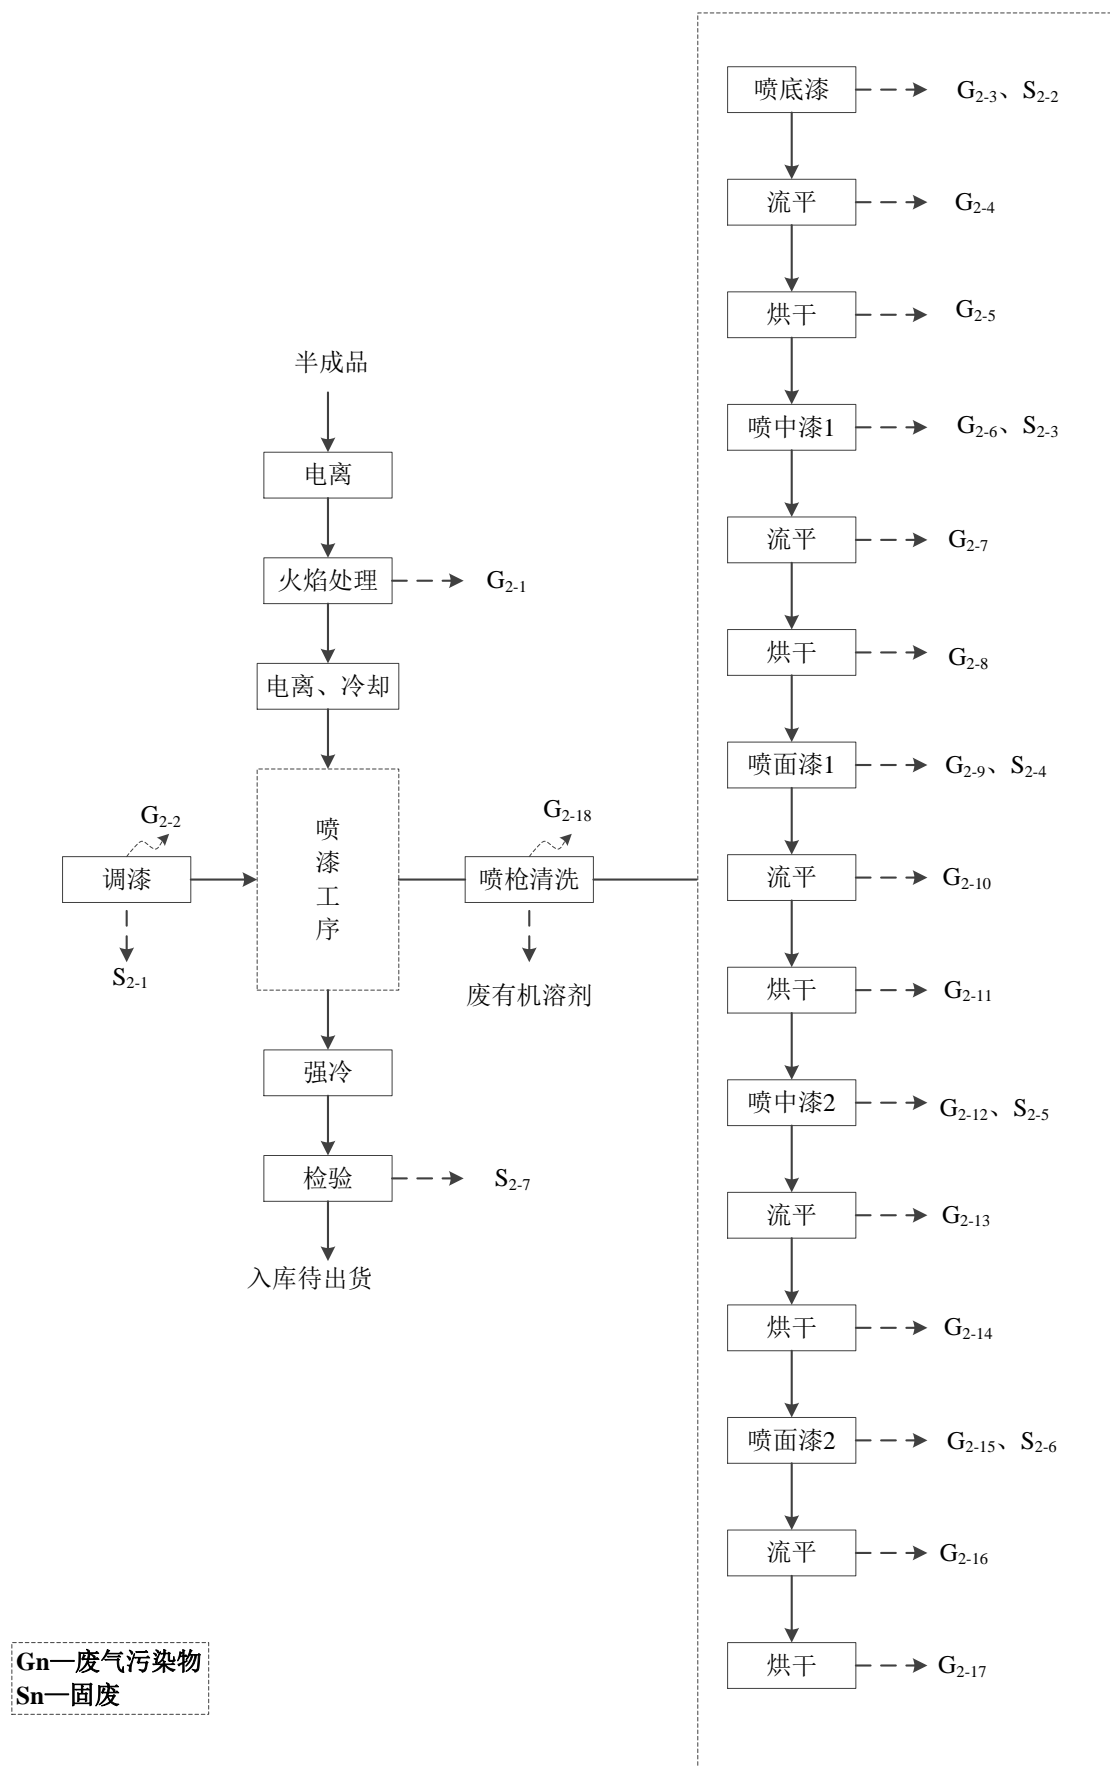 半成品
电离
火焰处理
G2-1
电离、冷却
G2-2
调漆
S2-1
喷
漆
工
序
G2-18
喷枪清洗
废有机溶剂
强冷
检验
S2-7
入库待出货
喷底漆
G2-3、S2-2
流平
G2-4
烘干
G2-5
喷中漆1
G2-6、S2-3
流平
G2-7
烘干
G2-8
喷面漆1
G2-9、S2-4
流平
G2-10
烘干
G2-11
喷中漆2
G2-12、S2-5
流平
G2-13
烘干
G2-14
喷面漆2
G2-15、S2-6
流平
G2-16
烘干
G2-17
Gn—废气污染物
Sn—固废